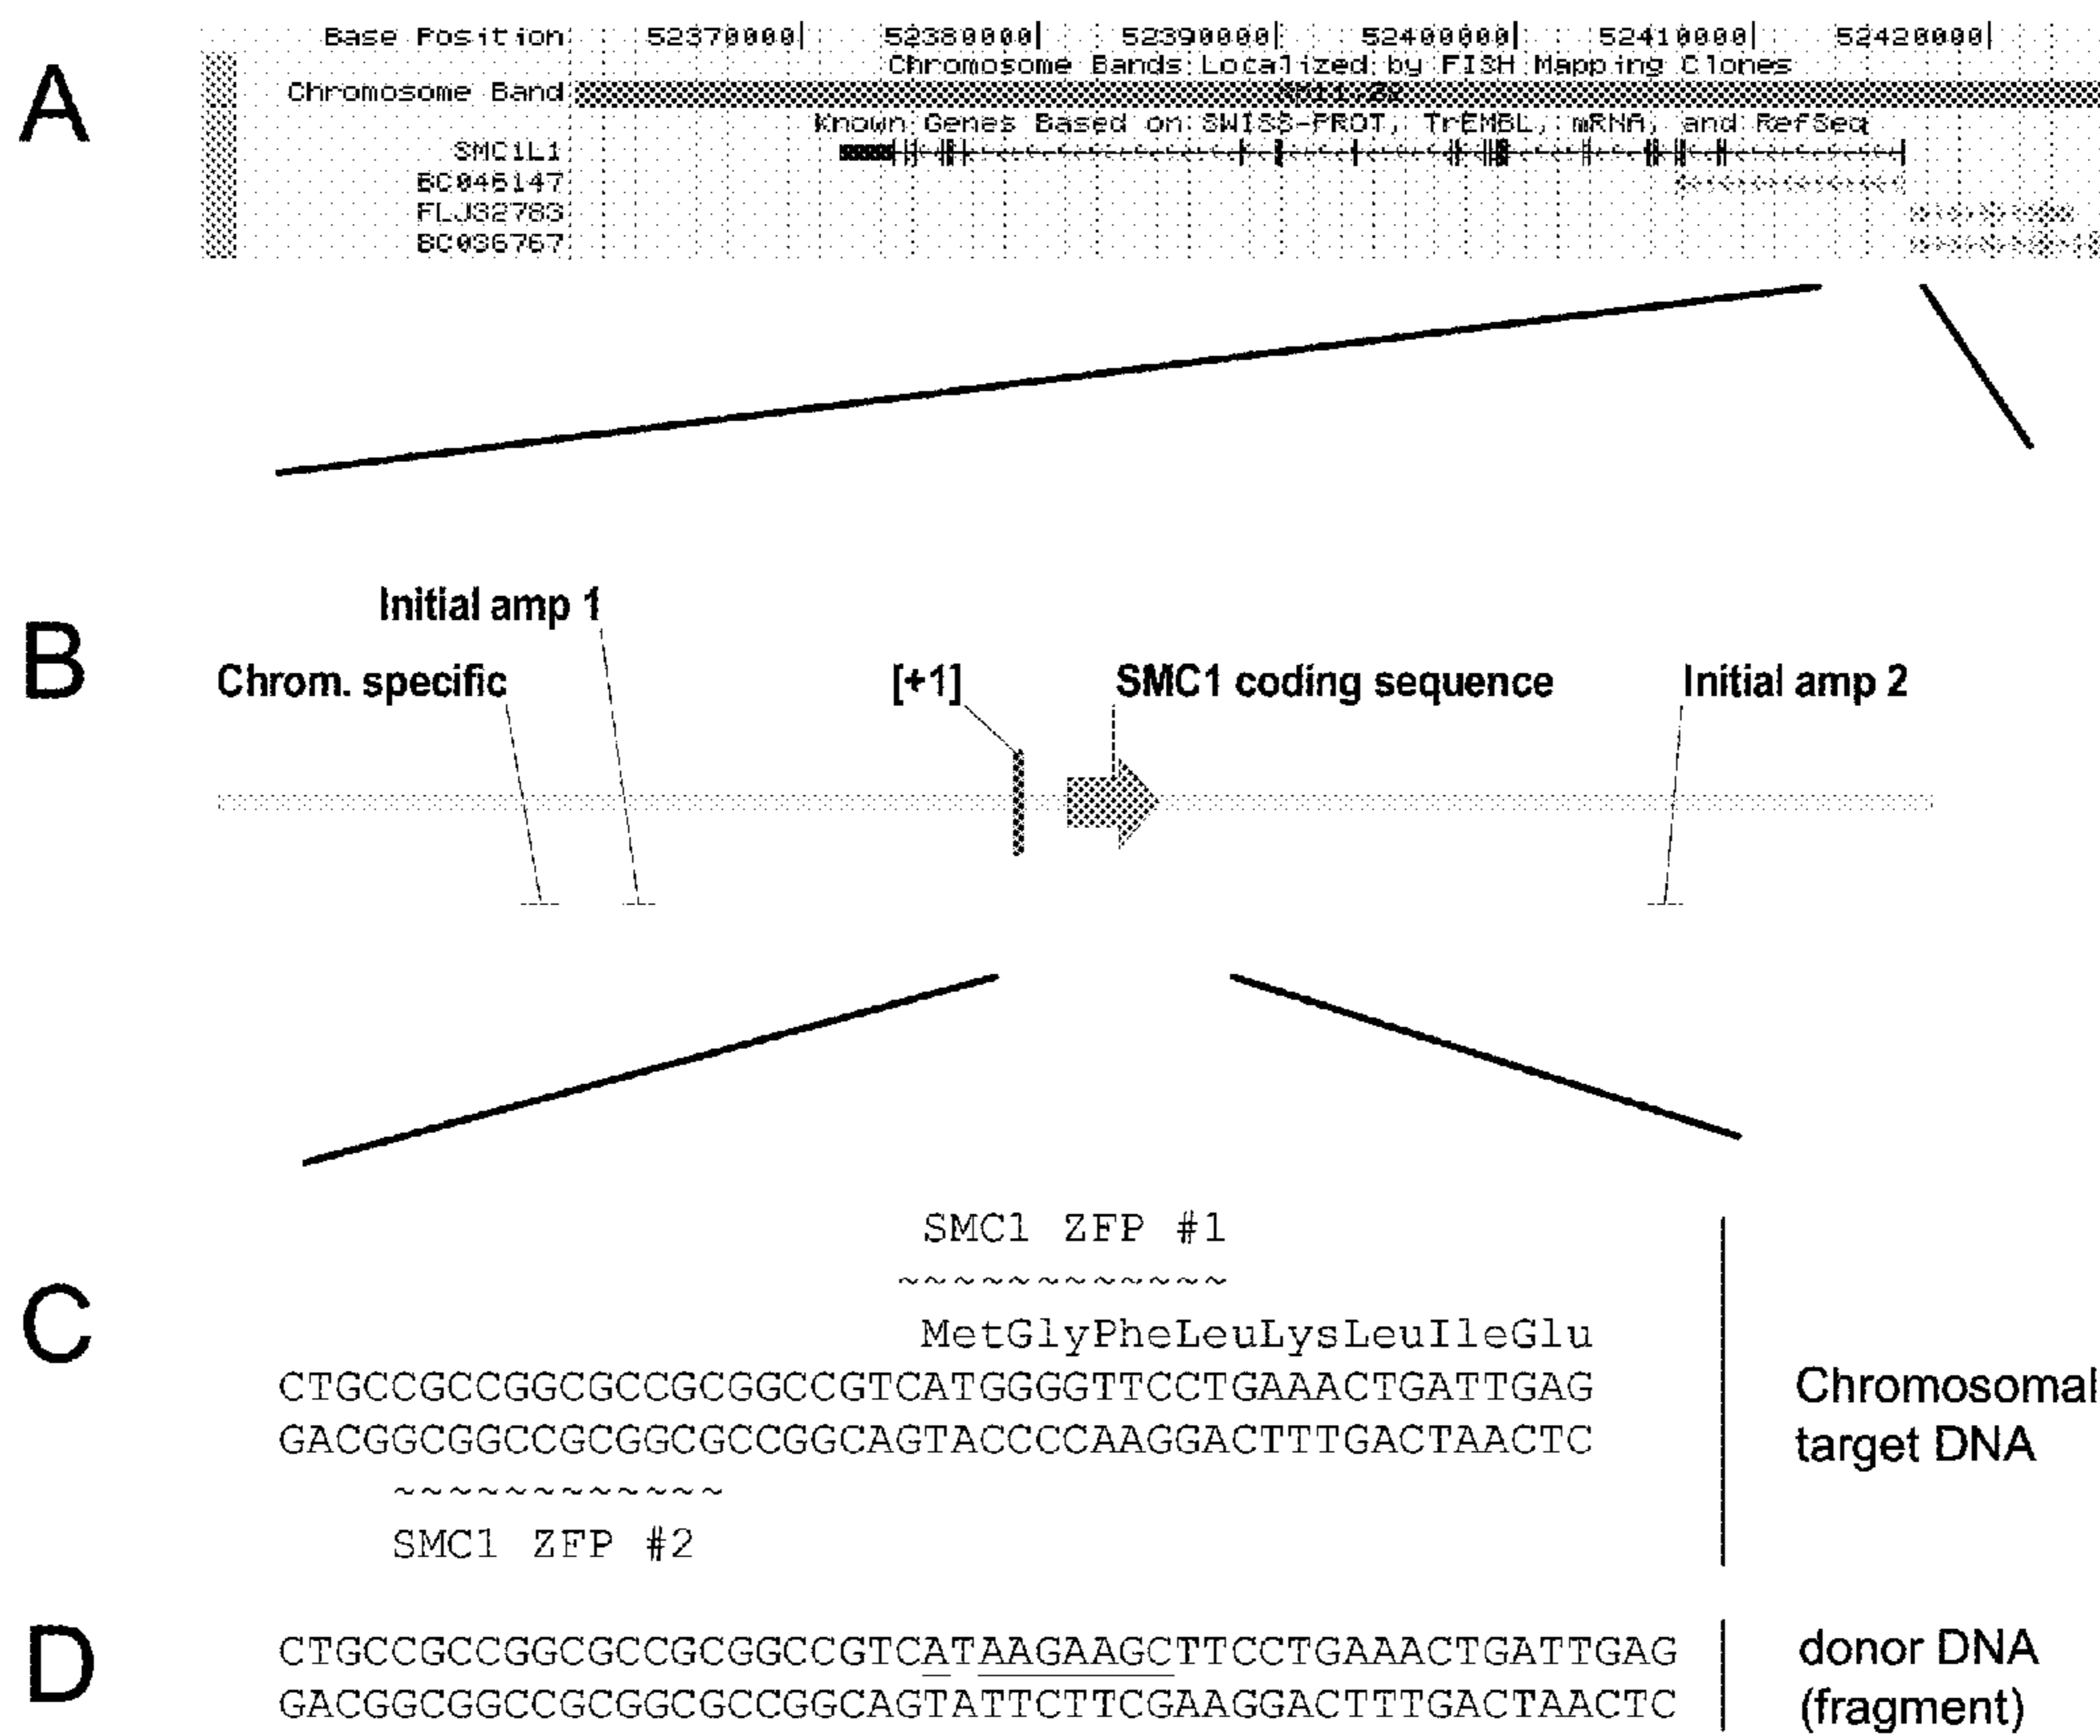 A
Base Position 52370000| 52380000| 52390000| 52400000| 52410000| 52420000|
Chromosome Bands Localized by FISH Mapping Clones
Chromosome Band
Known Genes Based on SWISS-PROT, TrEMBL, mRNA, and RefSeq
SMC1L1
BC046147
FLJ32783
BC036767
B
Initial amp 1
Chrom. specific
[+1]
SMC1 coding sequence
Initial amp 2
C
SMC1 ZFP #1
~~~~~~~~~~~~
MetGlyPheLeuLysLeuIleGlu
CTGCCGCCGGCGCCGCGGCCGTCATGGGGTTCCTGAAACTGATTGAG
GACGGCGGCCGCGGCGCCGGCAGTACCCCAAGGACTTTGACTAACTC
~~~~~~~~~~~~
SMC1 ZFP #2
Chromosomal
target DNA
D
CTGCCGCCGGCGCCGCGGCCGTCATAAGAAGCTTCCTGAAACTGATTGAG
GACGGCGGCCGCGGCGCCGGCAGTATTCTTCGAAGGACTTTGACTAACTC
donor DNA
(fragment)